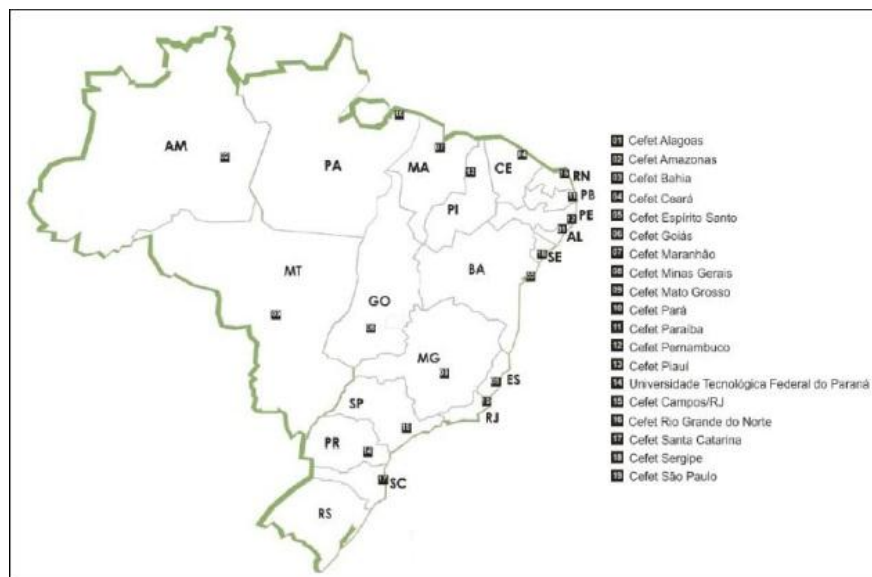 AM
PA
MA
CE
RN
PB
PE
AL
SE
PI
BA
MT
GO
MG
ES
RJ
SP
PR
SC
RS
01 Cefet Alagoas
02 Cefet Amazonas
03 Cefet Bahia
04 Cefet Ceará
05 Cefet Espírito Santo
06 Cefet Goiás
07 Cefet Maranhão
08 Cefet Minas Gerais
09 Cefet Mato Grosso
10 Cefet Pará
11 Cefet Paraíba
12 Cefet Pernambuco
13 Cefet Piauí
14 Universidade Tecnológica Federal do Paraná
15 Cefet Campos/RJ
16 Cefet Rio Grande do Norte
17 Cefet Santa Catarina
18 Cefet Sergipe
19 Cefet São Paulo